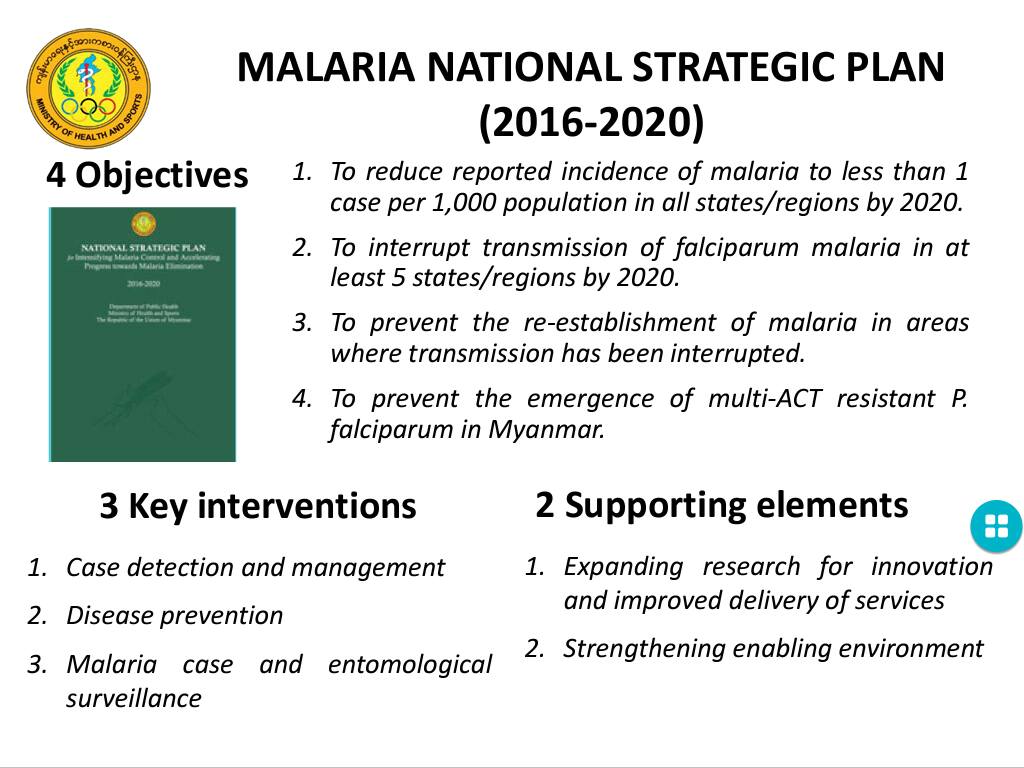 MINISTRY OF HEALTH AND SPORTS
MALARIA NATIONAL STRATEGIC PLAN
(2016-2020)
4 Objectives
NATIONAL STRATEGIC PLAN
for Intensifying Malaria Control and Accelerating
Progress towards Malaria Elimination
2016-2020
Department of Public Health
Ministry of Health and Sports
The Republic of the Union of Myanmar
1. To reduce reported incidence of malaria to less than 1
case per 1,000 population in all states/regions by 2020.
2. To interrupt transmission of falciparum malaria in at
least 5 states/regions by 2020.
3. To prevent the re-establishment of malaria in areas
where transmission has been interrupted.
4. To prevent the emergence of multi-ACT resistant P.
falciparum in Myanmar.
3 Key interventions
1. Case detection and management
2. Disease prevention
3. Malaria case and entomological
surveillance
2 Supporting elements
1. Expanding research for innovation
and improved delivery of services
2. Strengthening enabling environment